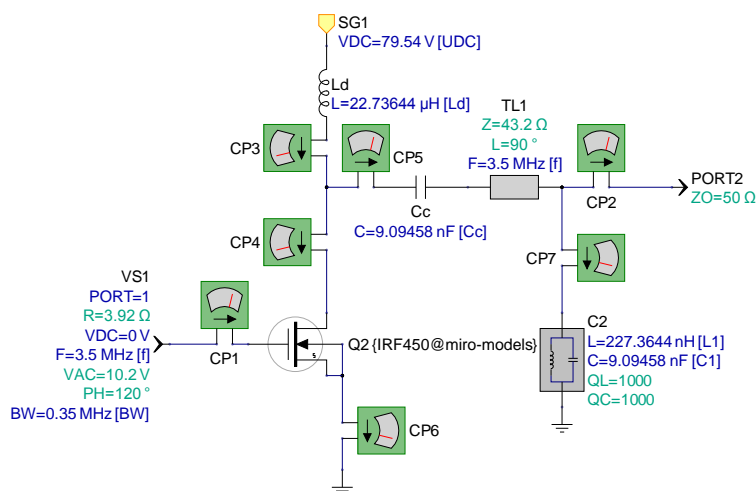 SG1
VDC=79.54 V [UDC]
Ld
L=22.73644 µH [Ld]
TL1
Z=43.2 Ω
L=90 °
F=3.5 MHz [f]
CP3
CP5
Cc
C=9.09458 nF [Cc]
CP2
PORT2
ZO=50 Ω
CP4
CP7
VS1
PORT=1
R=3.92 Ω
VDC=0 V
F=3.5 MHz [f]
VAC=10.2 V
PH=120 °
BW=0.35 MHz [BW]
CP1
Q2 {IRF450@miro-models}
s
C2
L=227.3644 nH [L1]
C=9.09458 nF [C1]
QL=1000
QC=1000
CP6